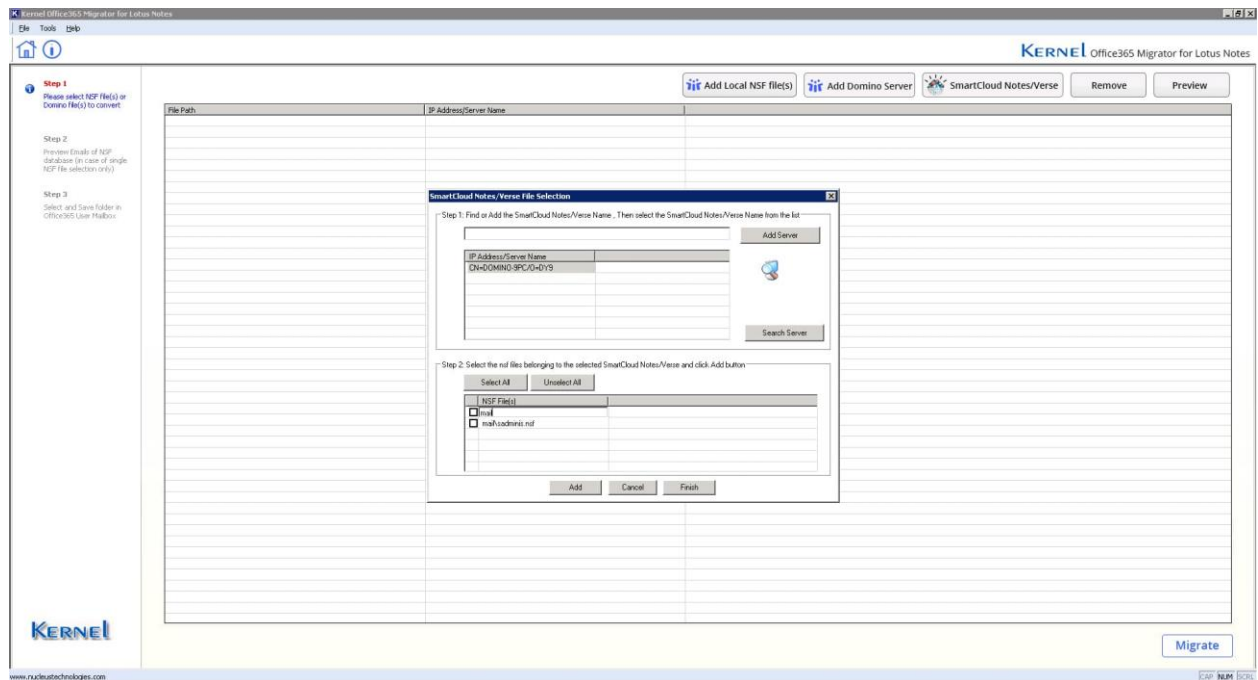 Kernel Office365 Migrator for Lotus Notes
File Tools Help
KERNEL Office365 Migrator for Lotus Notes
Step 1
Please select NSF file(s) or
Domino file(s) to convert
Step 2
Preview Emails of NSF
database (in case of single
NSF file selection only)
Step 3
Select and Save folder in
Office365 User Mailbox
Add Local NSF file(s) Add Domino Server SmartCloud Notes/Verse Remove Preview
File Path IP Address/Server Name
SmartCloud Notes/Verse File Selection
Step 1: Find or Add the SmartCloud Notes/Verse Name , Then select the SmartCloud Notes/Verse Name from the list
Add Server
IP Address/Server Name
CN=DOMINO-9PC/O=DY9
Search Server
Step 2: Select the nsf files belonging to the selected SmartCloud Notes/Verse and click Add button
Select All Unselect All
NSF File(s)
mail
mail\sadminis.nsf
Add Cancel Finish
KERNEL
Migrate
www.nucleustechnologies.com CAP NUM SCRL